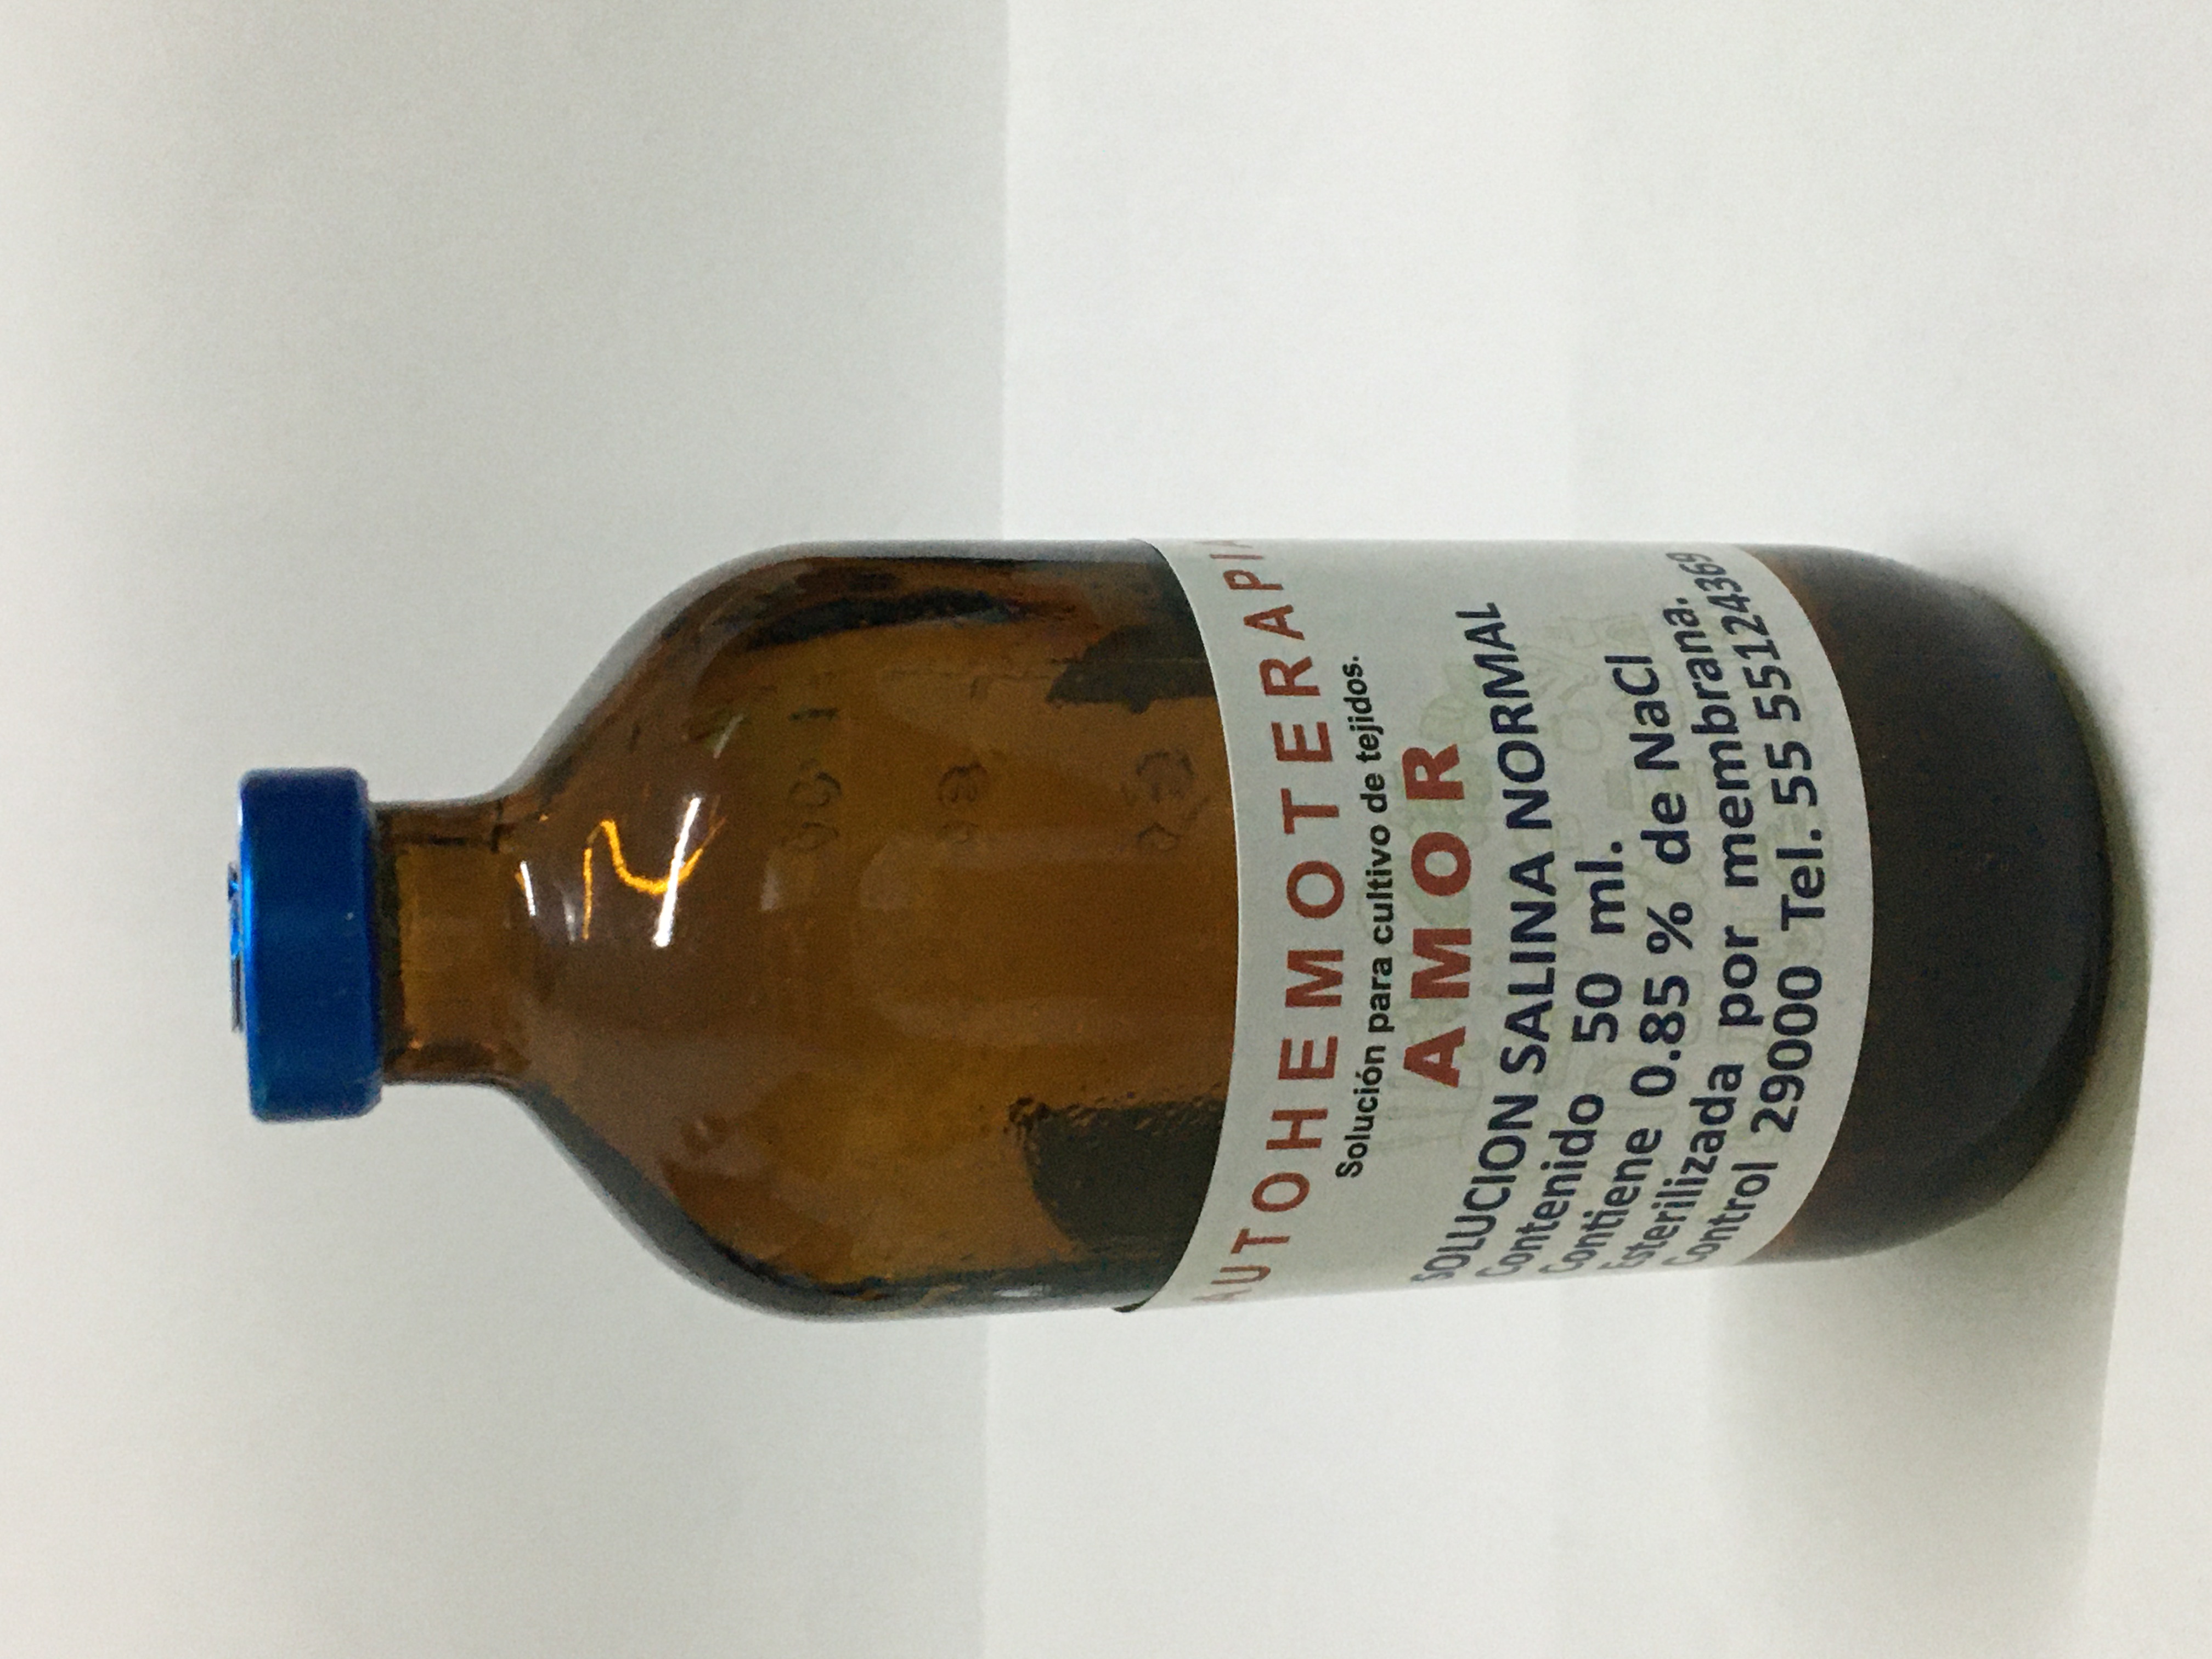 AUTOHEMOTERAPIA
Solución para cultivo de tejidos.
AMOR
SOLUCION SALINA NORMAL
Contenido 50 ml.
Contiene 0.85 % de NaCl
Esterilizada por membrana.
Control 29000 Tel. 55 55124369